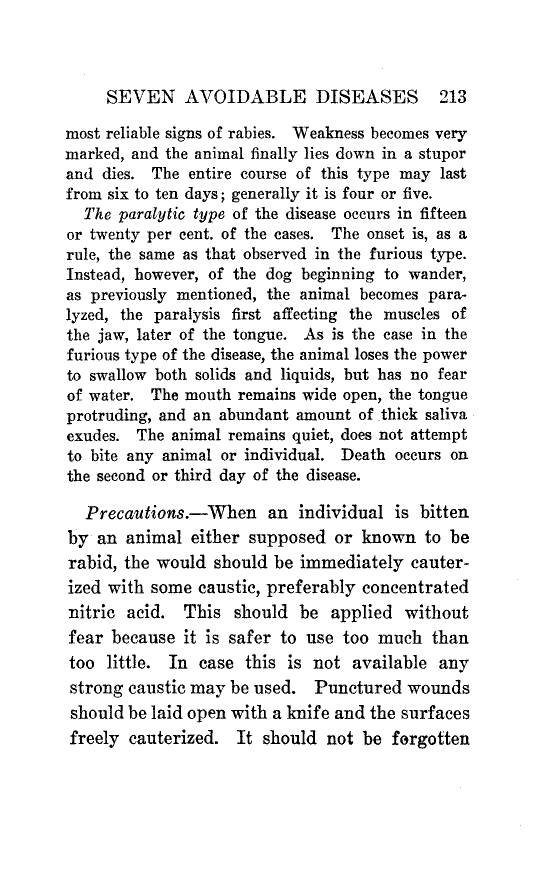 SEVEN AVOIDABLE DISEASES 213
most reliable signs of rabies. Weakness becomes very
marked, and the animal finally lies down in a stupor
and dies. The entire course of this type may last
from six to ten days; generally it is four or five.
The paralytic type of the disease occurs in fifteen
or twenty per cent. of the cases. The onset is, as a
rule, the same as that observed in the furious type.
Instead, however, of the dog beginning to wander,
as previously mentioned, the animal becomes para-
lyzed, the paralysis first affecting the muscles of
the jaw, later of the tongue. As is the case in the
furious type of the disease, the animal loses the power
to swallow both solids and liquids, but has no fear
of water. The mouth remains wide open, the tongue
protruding, and an abundant amount of thick saliva
exudes. The animal remains quiet, does not attempt
to bite any animal or individual. Death occurs on
the second or third day of the disease.
Precautions.—When an individual is bitten
by an animal either supposed or known to be
rabid, the would should be immediately cauter-
ized with some caustic, preferably concentrated
nitric acid. This should be applied without
fear because it is safer to use too much than
too little. In case this is not available any
strong caustic may be used. Punctured wounds
should be laid open with a knife and the surfaces
freely cauterized. It should not be forgotten